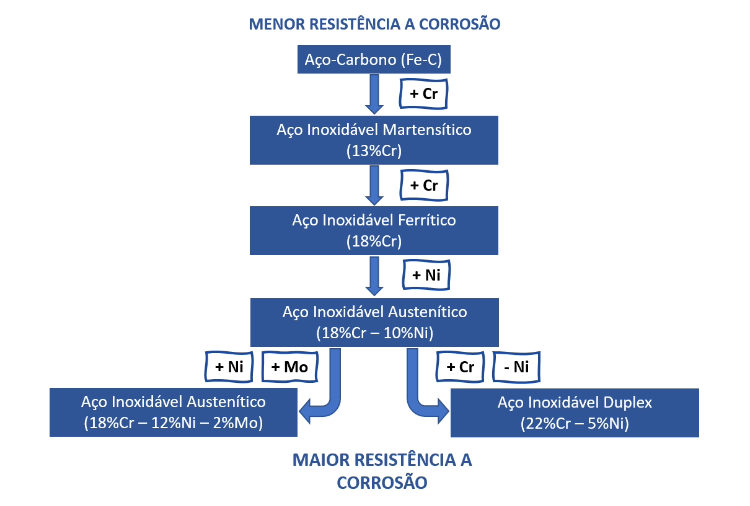 MENOR RESISTÊNCIA A CORROSÃO
Aço-Carbono (Fe-C)
+ Cr
Aço Inoxidável Martensítico
(13%Cr)
+ Cr
Aço Inoxidável Ferrítico
(18%Cr)
+ Ni
Aço Inoxidável Austenítico
(18%Cr – 10%Ni)
+ Ni
+ Mo
+ Cr
- Ni
Aço Inoxidável Austenítico
(18%Cr – 12%Ni – 2%Mo)
Aço Inoxidável Duplex
(22%Cr – 5%Ni)
MAIOR RESISTÊNCIA A
CORROSÃO